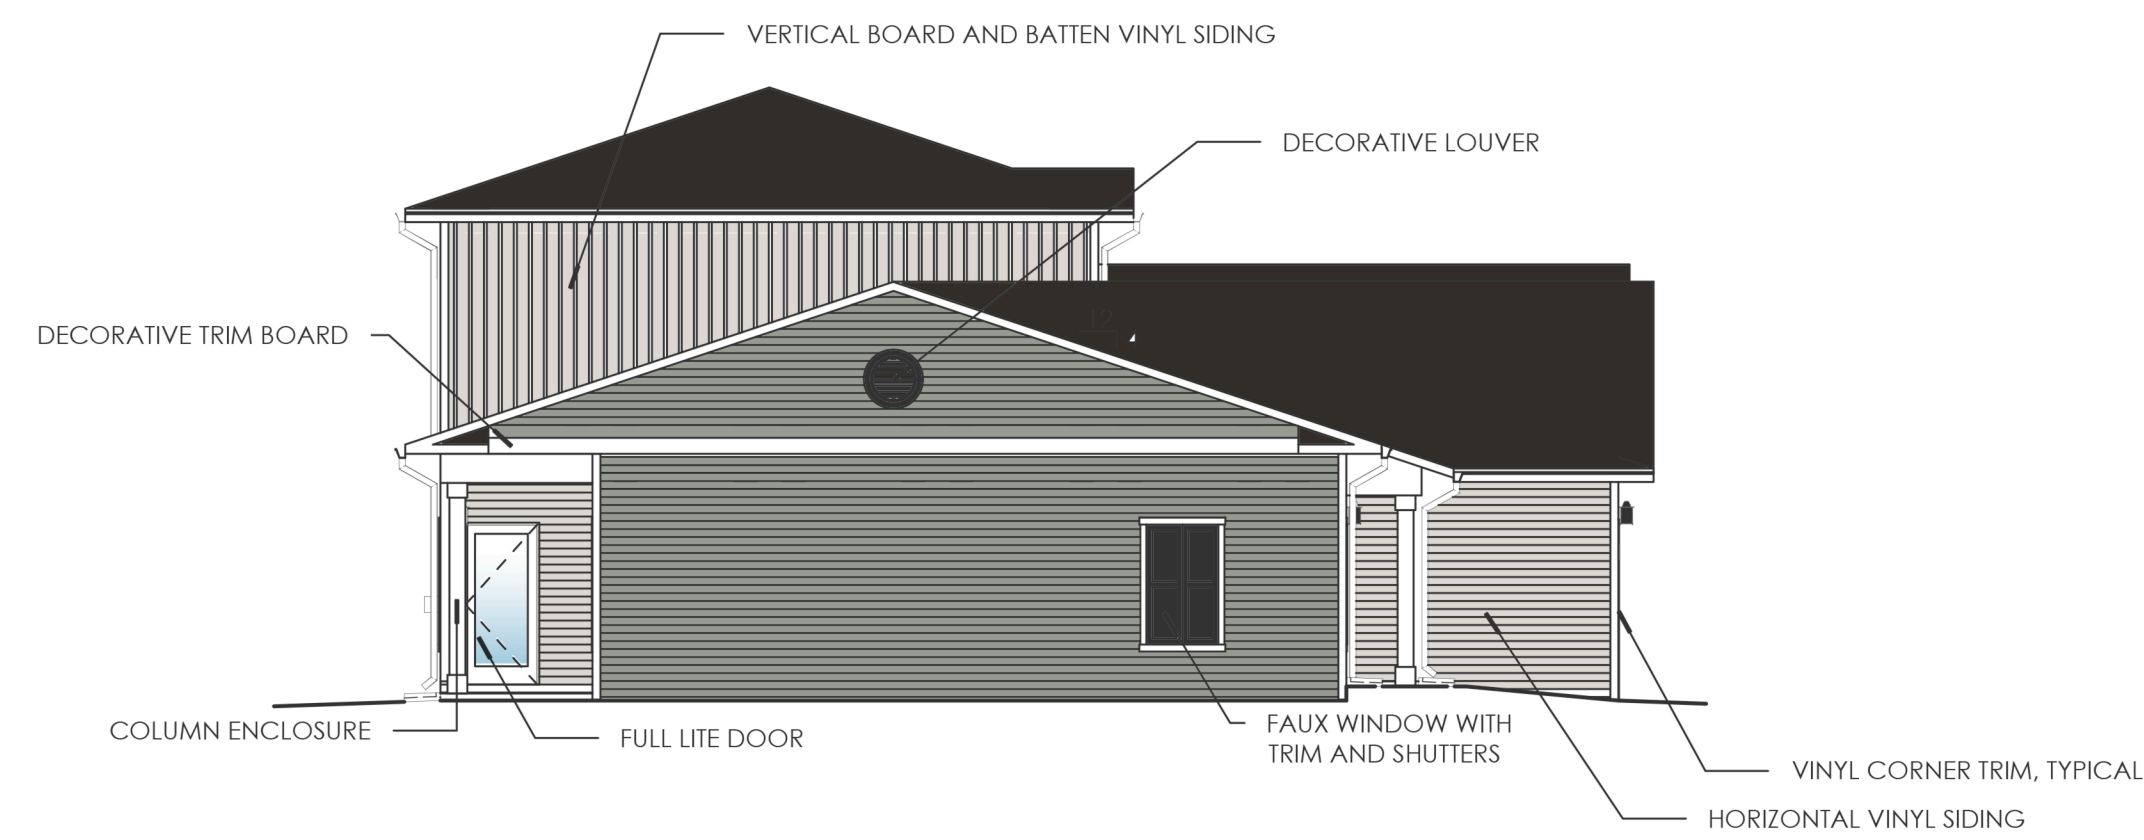 VERTICAL BOARD AND BATTEN VINYL SIDING
DECORATIVE LOUVER
12
DECORATIVE TRIM BOARD
COLUMN ENCLOSURE
FULL LITE DOOR
FAUX WINDOW WITH
TRIM AND SHUTTERS
VINYL CORNER TRIM, TYPICAL
HORIZONTAL VINYL SIDING